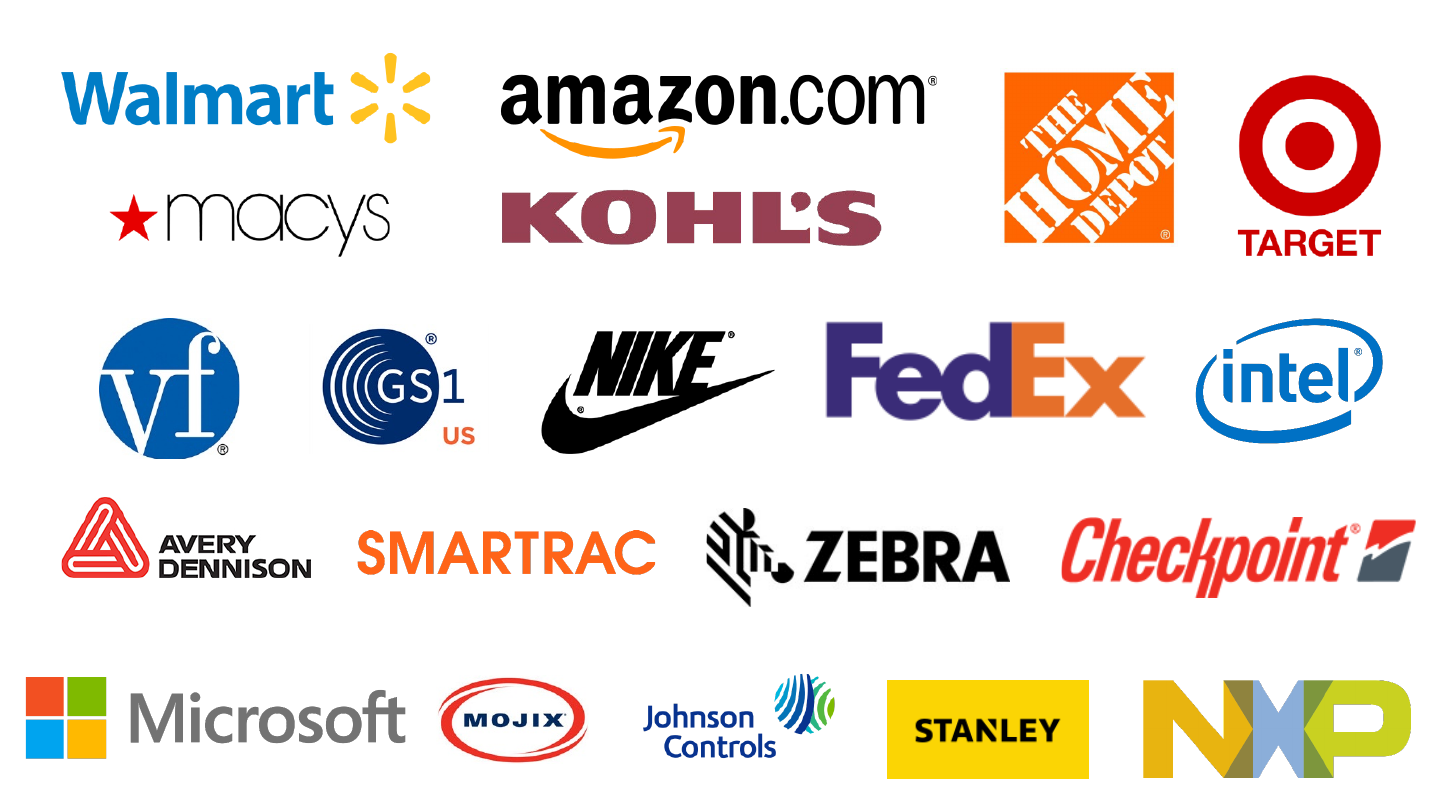 Walmart
amazon.com®
THE
HOME
DEPOT
®
TARGET
macys
KOHL'S
vf®
GS1®
US
NIKE®
®
FedEx
intel®
AVERY
DENNISON
SMARTRAC
ZEBRA
Checkpoint®
Microsoft
MOJIX
Johnson
Controls
STANLEY
NXP